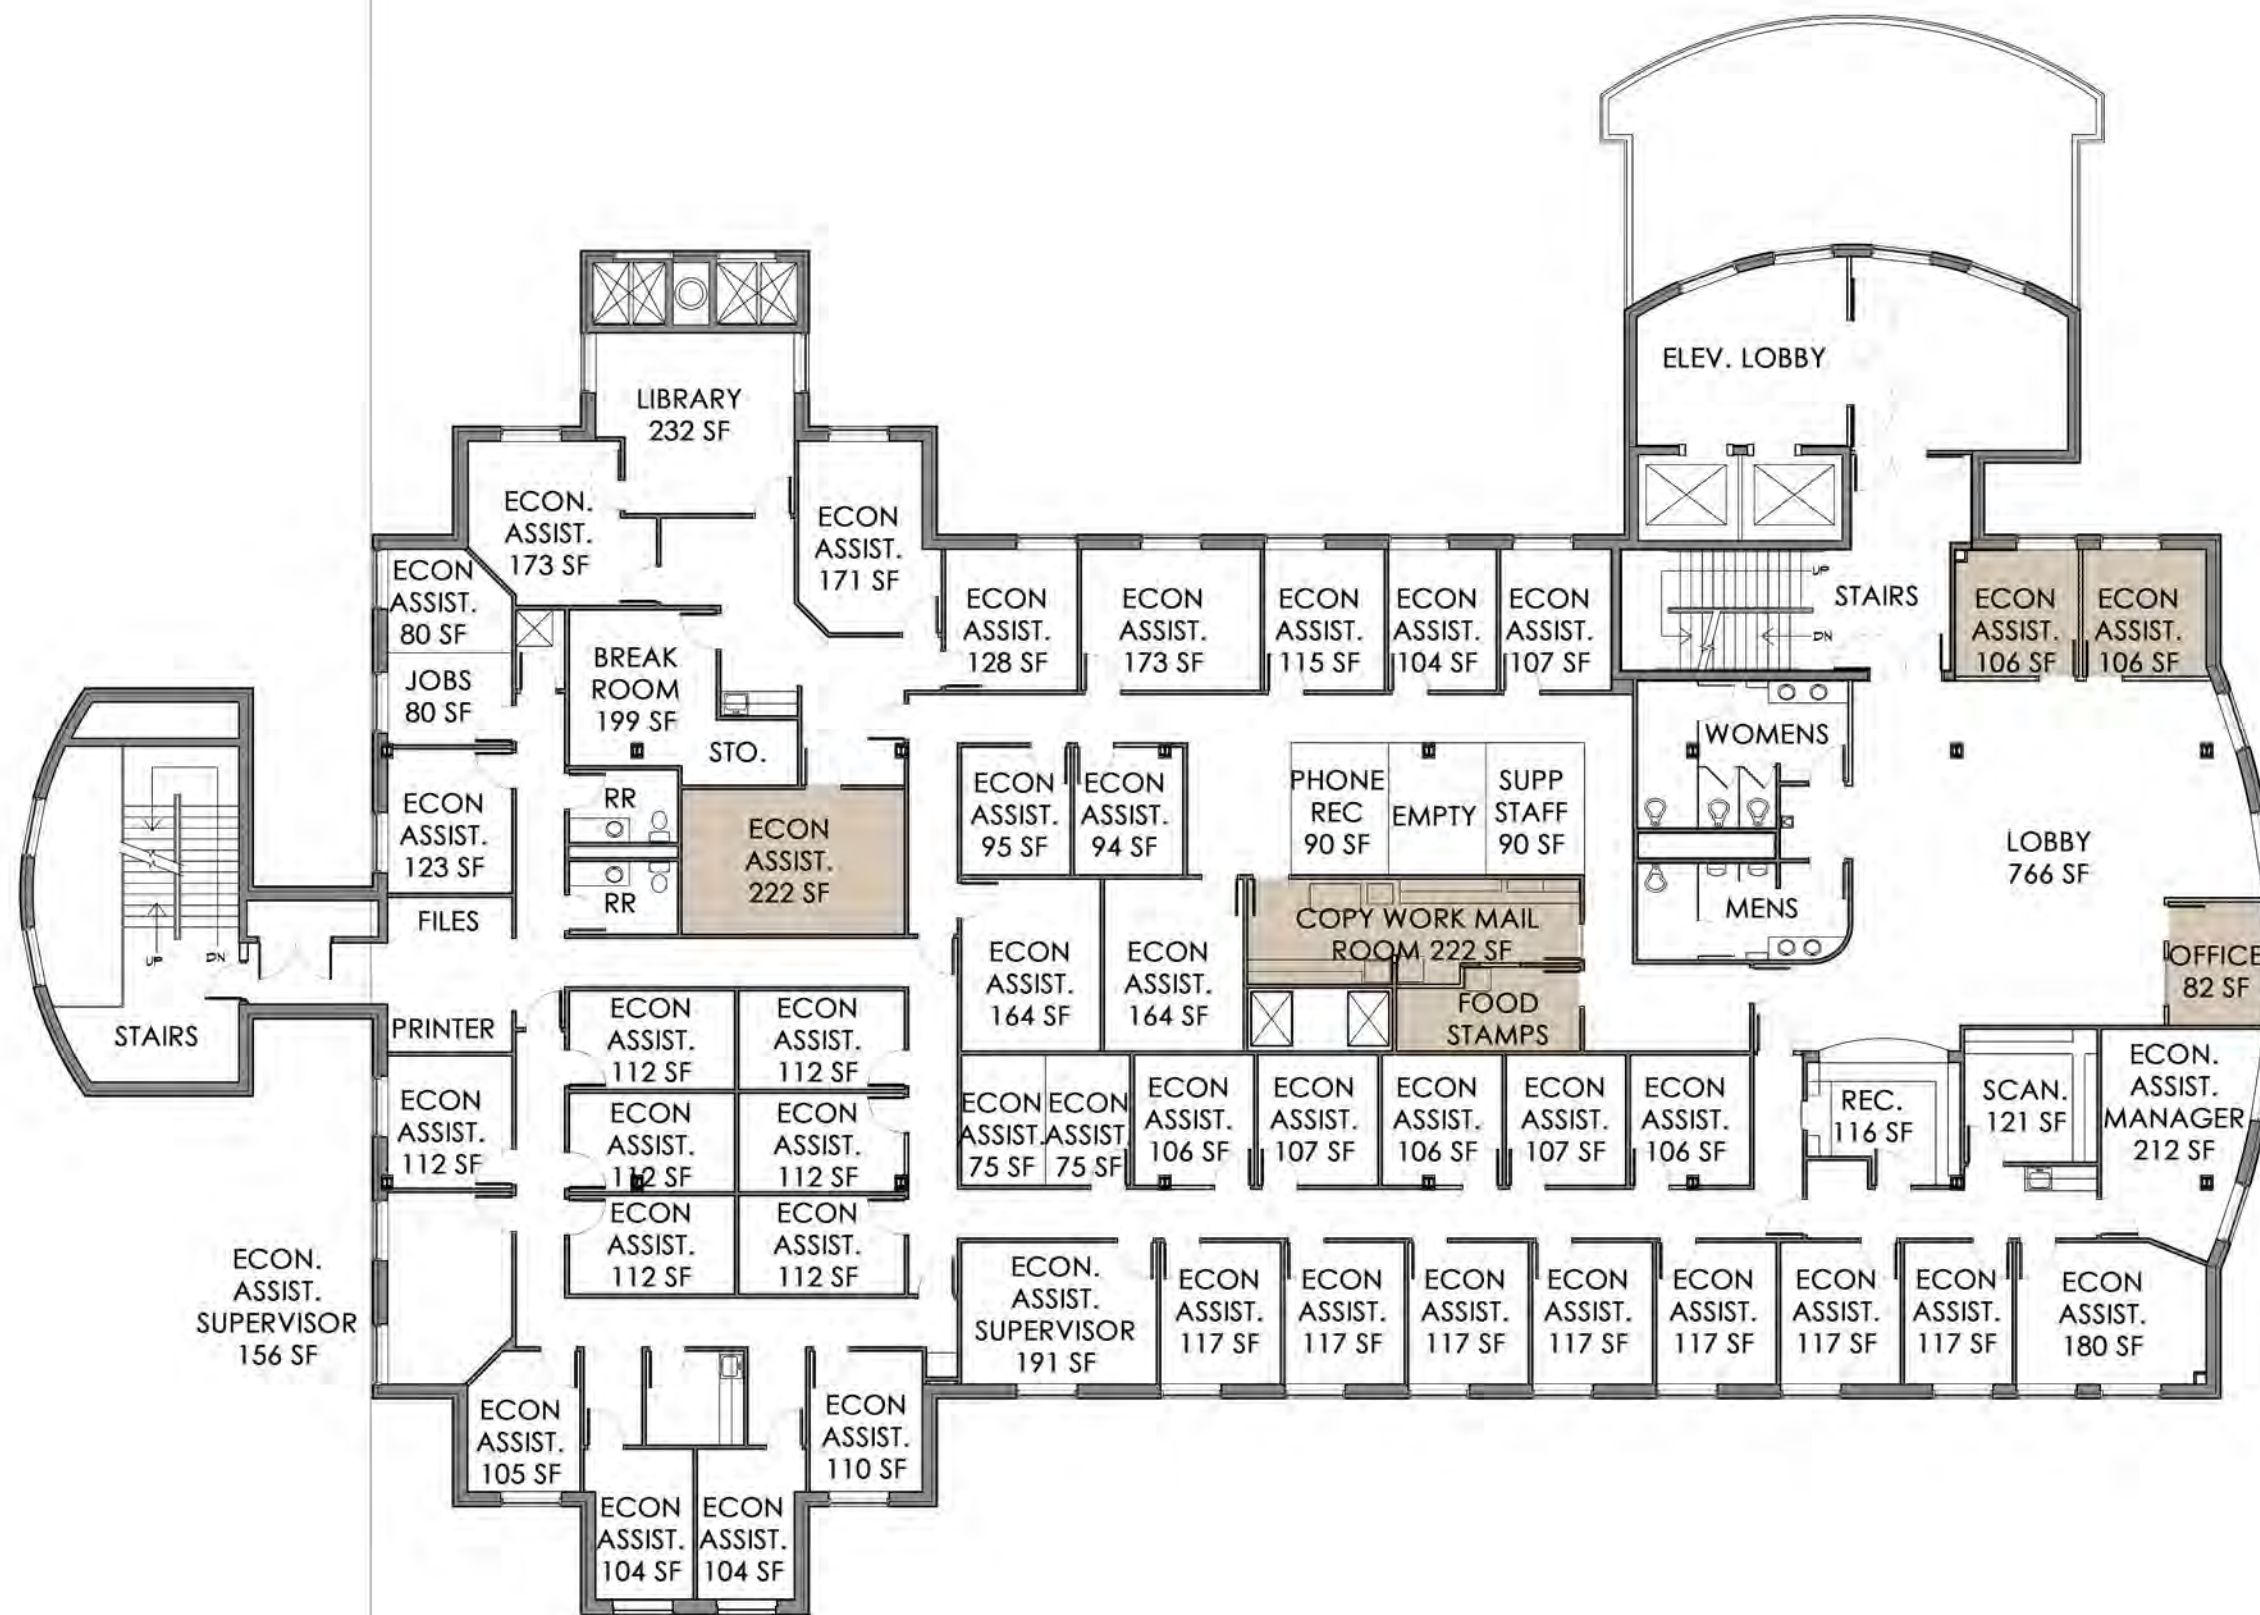 ELEV. LOBBY
LIBRARY
232 SF
ECON.
ASSIST.
173 SF
ECON
ASSIST.
171 SF
ECON
ASSIST.
80 SF
JOBS
80 SF
BREAK
ROOM
199 SF
STO.
ECON
ASSIST.
128 SF
ECON
ASSIST.
173 SF
ECON
ASSIST.
115 SF
ECON
ASSIST.
104 SF
ECON
ASSIST.
107 SF
UP
DN
STAIRS
ECON
ASSIST.
106 SF
ECON
ASSIST.
106 SF
WOMENS
ECON
ASSIST.
123 SF
RR
RR
ECON
ASSIST.
222 SF
ECON
ASSIST.
95 SF
ECON
ASSIST.
94 SF
PHONE
REC
90 SF
EMPTY
SUPP
STAFF
90 SF
LOBBY
766 SF
MENS
FILES
UP
DN
STAIRS
PRINTER
ECON
ASSIST.
164 SF
ECON
ASSIST.
164 SF
COPY WORK MAIL
ROOM 222 SF
FOOD
STAMPS
OFFICE
82 SF
ECON
ASSIST.
112 SF
ECON
ASSIST.
112 SF
ECON
ASSIST.
112 SF
ECON
ASSIST.
112 SF
ECON
ASSIST.
112 SF
ECON
ASSIST.
112 SF
ECON
ASSIST.
112 SF
ECON
ASSIST.
75 SF
ECON
ASSIST.
75 SF
ECON
ASSIST.
106 SF
ECON
ASSIST.
107 SF
ECON
ASSIST.
106 SF
ECON
ASSIST.
107 SF
ECON
ASSIST.
106 SF
REC.
116 SF
SCAN.
121 SF
ECON.
ASSIST.
MANAGER
212 SF
ECON.
ASSIST.
SUPERVISOR
156 SF
ECON.
ASSIST.
SUPERVISOR
191 SF
ECON
ASSIST.
117 SF
ECON
ASSIST.
117 SF
ECON
ASSIST.
117 SF
ECON
ASSIST.
117 SF
ECON
ASSIST.
117 SF
ECON
ASSIST.
117 SF
ECON
ASSIST.
117 SF
ECON
ASSIST.
180 SF
ECON
ASSIST.
105 SF
ECON
ASSIST.
104 SF
ECON
ASSIST.
104 SF
ECON
ASSIST.
110 SF